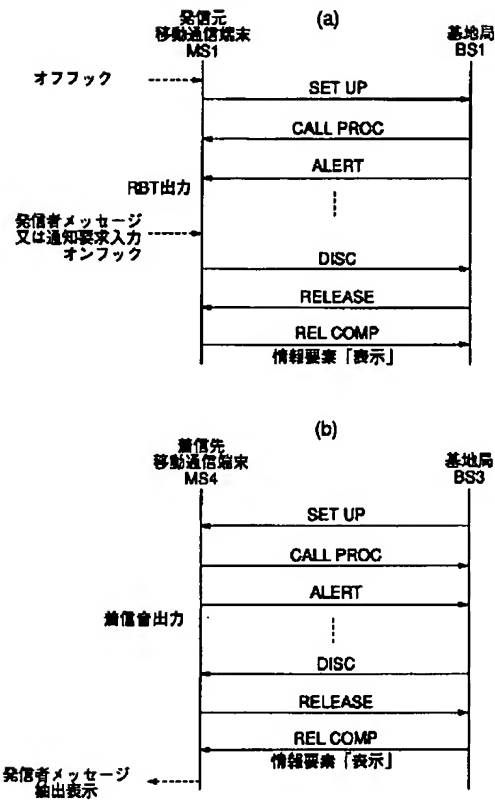 (a)
発信元
移動通信端末
MS1
基地局
BS1
オフフック
SET UP
CALL PROC
ALERT
RBT出力
発信者メッセージ
又は通知要求入力
オンフック
DISC
RELEASE
REL COMP
情報要素「表示」
(b)
着信先
移動通信端末
MS4
基地局
BS3
SET UP
CALL PROC
ALERT
着信音出力
DISC
RELEASE
REL COMP
情報要素「表示」
発信者メッセージ
抽出表示